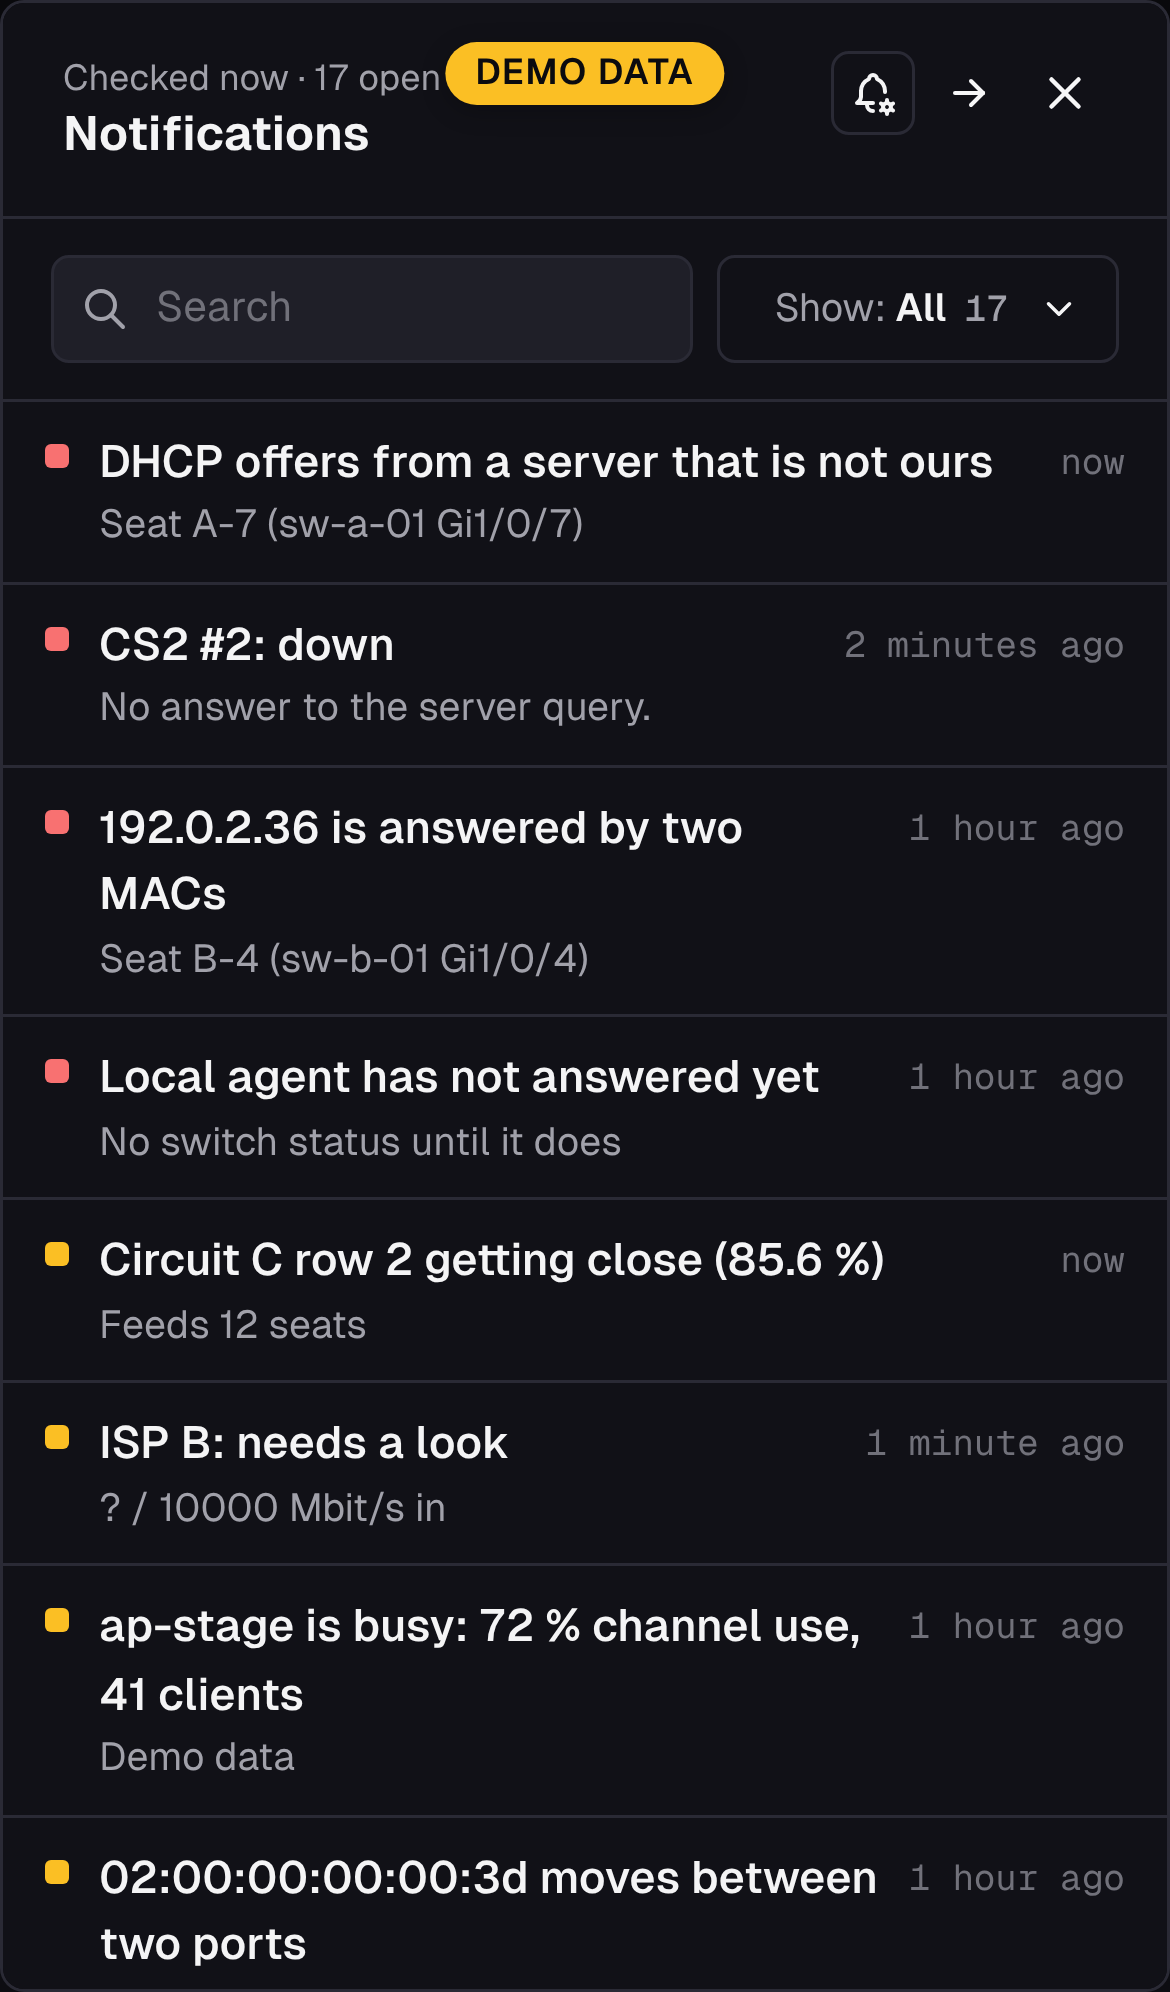 Checked now · 17 open
DEMO DATA
Notifications
Search
Show: All 17
DHCP offers from a server that is not ours
now
Seat A-7 (sw-a-01 Gi1/0/7)
CS2 #2: down
2 minutes ago
No answer to the server query.
192.0.2.36 is answered by two
1 hour ago
MACs
Seat B-4 (sw-b-01 Gi1/0/4)
Local agent has not answered yet
1 hour ago
No switch status until it does
Circuit C row 2 getting close (85.6 %)
now
Feeds 12 seats
ISP B: needs a look
1 minute ago
? / 10000 Mbit/s in
ap-stage is busy: 72 % channel use,
1 hour ago
41 clients
Demo data
02:00:00:00:00:3d moves between
1 hour ago
two ports